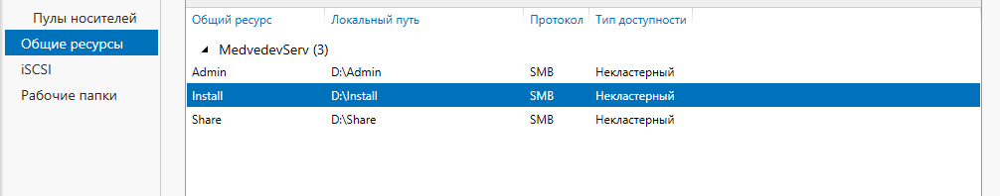 Пулы носителей
Общие ресурсы
iSCSI
Рабочие папки
Общий ресурс Локальный путь Протокол Тип доступности
MedvedevServ (3)
Admin D:\Admin SMB Некластерный
Install D:\Install SMB Некластерный
Share D:\Share SMB Некластерный